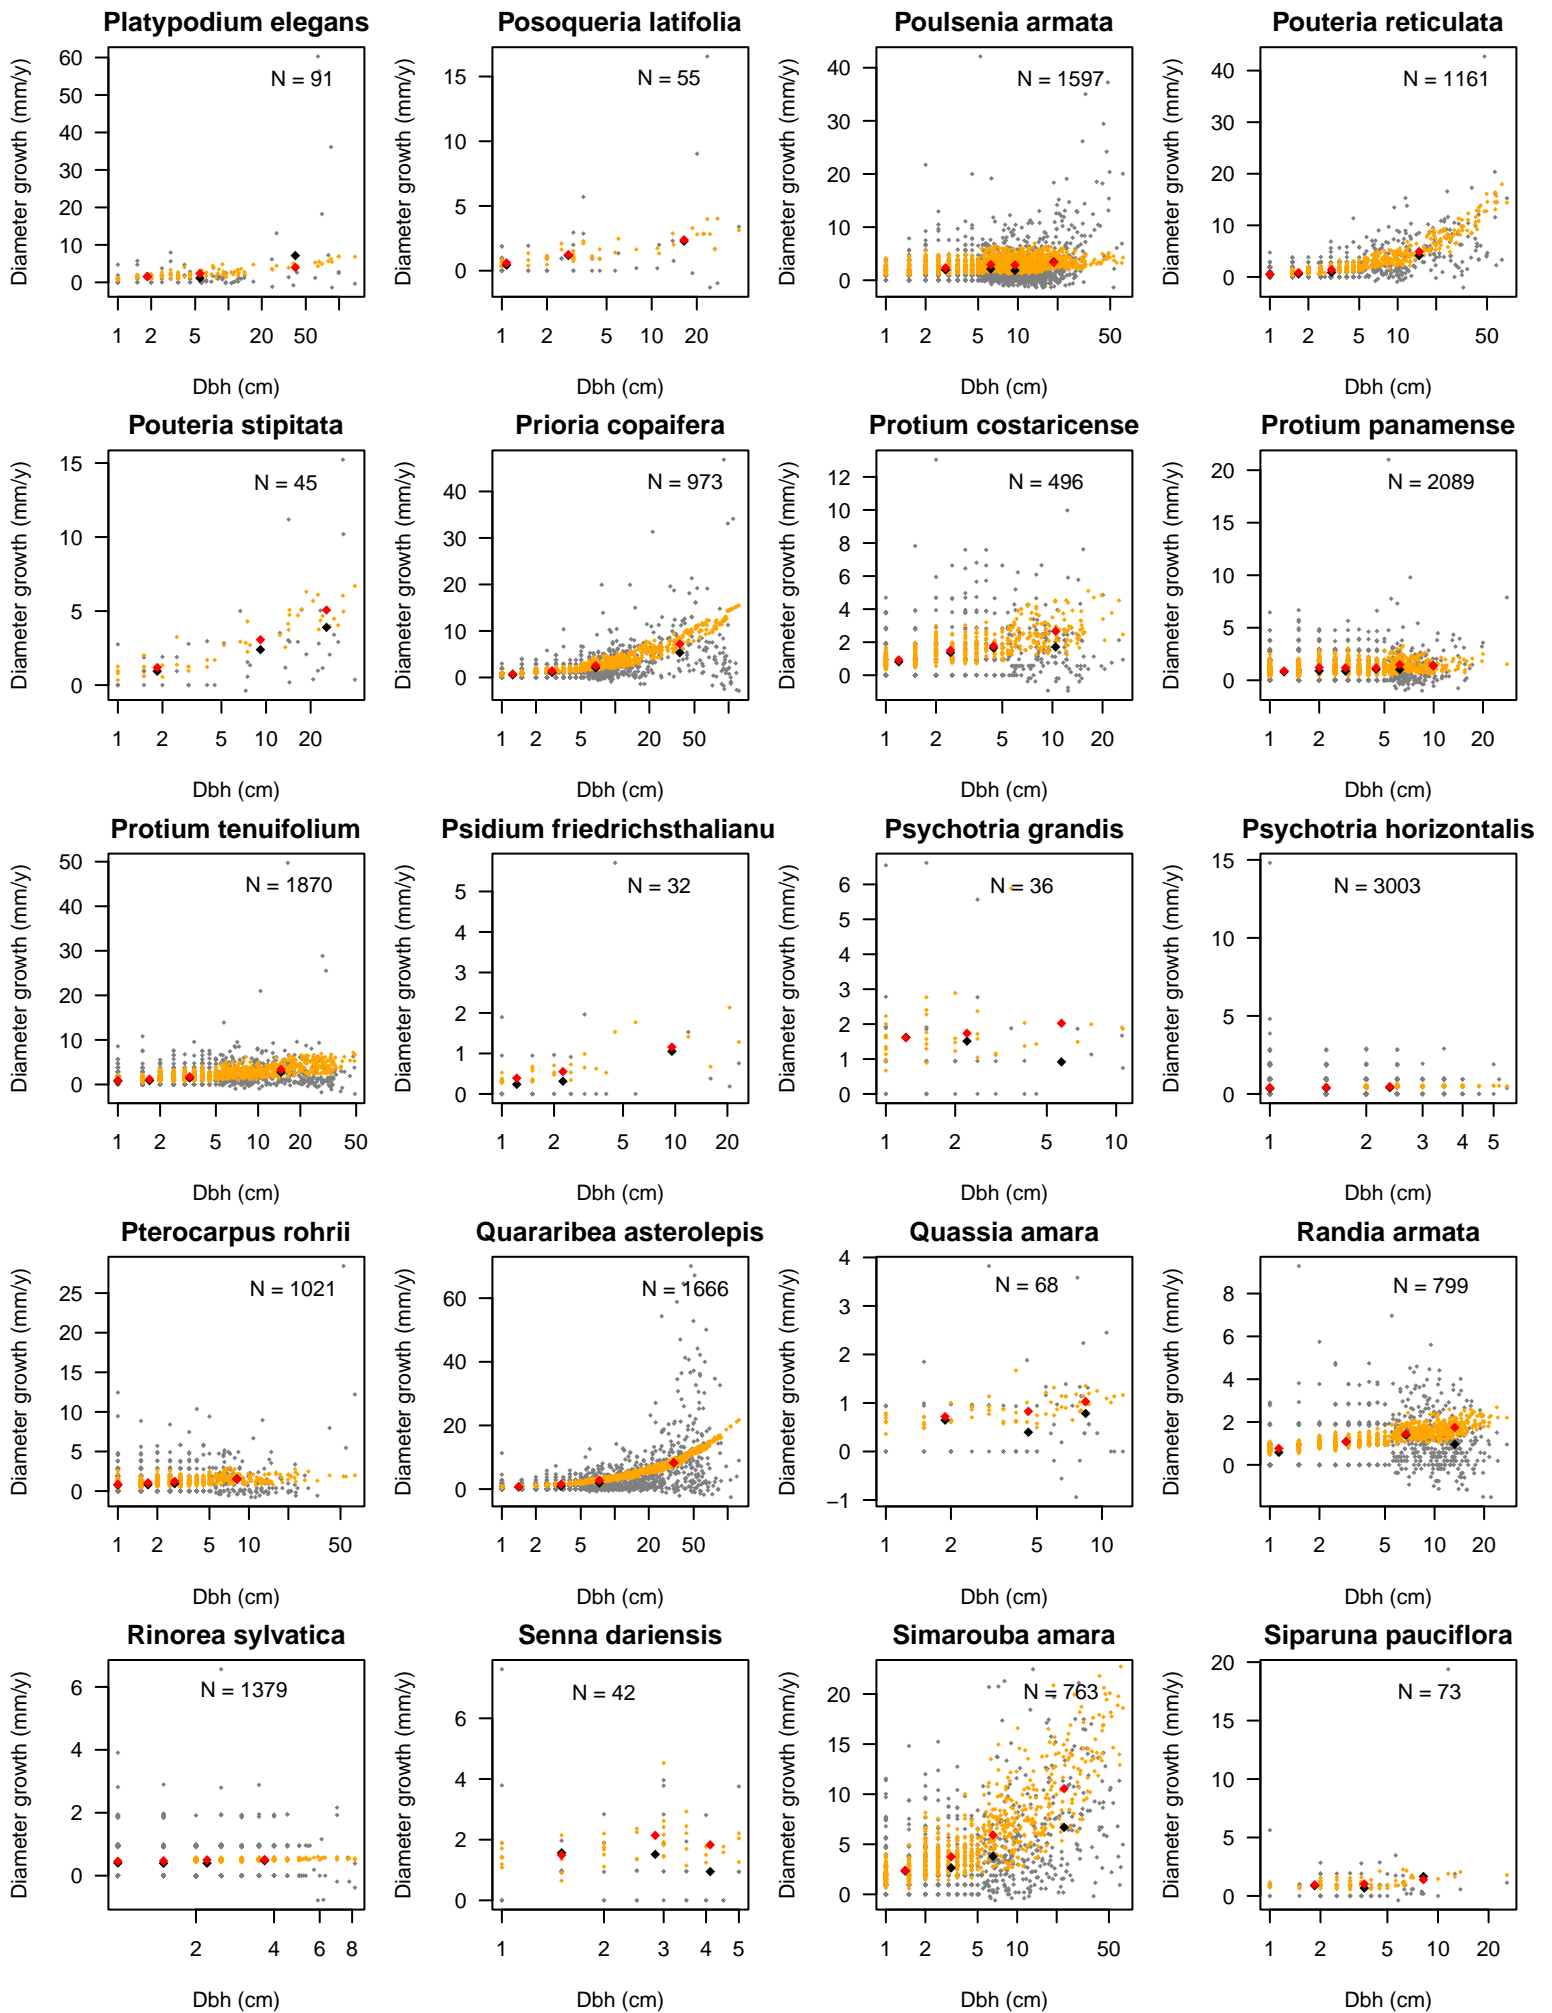 Platypodium elegans
N = 91
Diameter growth (mm/y)
60
50
40
30
20
10
0
1 2 5 20 50
Dbh (cm)
Posoqueria latifolia
N = 55
Diameter growth (mm/y)
15
10
5
0
1 2 5 10 20
Dbh (cm)
Poulsenia armata
N = 1597
Diameter growth (mm/y)
40
30
20
10
0
1 2 5 10 50
Dbh (cm)
Pouteria reticulata
N = 1161
Diameter growth (mm/y)
40
30
20
10
0
1 2 5 10 50
Dbh (cm)
Pouteria stipitata
N = 45
Diameter growth (mm/y)
15
10
5
0
1 2 5 10 20
Dbh (cm)
Prioria copaifera
N = 973
Diameter growth (mm/y)
40
30
20
10
0
1 2 5 20 50
Dbh (cm)
Protium costaricense
N = 496
Diameter growth (mm/y)
12
10
8
6
4
2
0
1 2 5 10 20
Dbh (cm)
Protium panamense
N = 2089
Diameter growth (mm/y)
20
15
10
5
0
1 2 5 10 20
Dbh (cm)
Protium tenuifolium
N = 1870
Diameter growth (mm/y)
50
40
30
20
10
0
1 2 5 10 20 50
Dbh (cm)
Psidium friedrichsthalianu
N = 32
Diameter growth (mm/y)
5
4
3
2
1
0
1 2 5 10 20
Dbh (cm)
Psychotria grandis
N = 36
Diameter growth (mm/y)
6
5
4
3
2
1
0
1 2 5 10
Dbh (cm)
Psychotria horizontalis
N = 3003
Diameter growth (mm/y)
15
10
5
0
1 2 3 4 5
Dbh (cm)
Pterocarpus rohrii
N = 1021
Diameter growth (mm/y)
25
20
15
10
5
0
1 2 5 10 50
Dbh (cm)
Quararibea asterolepis
N = 1666
Diameter growth (mm/y)
60
40
20
0
1 2 5 20 50
Dbh (cm)
Quassia amara
N = 68
Diameter growth (mm/y)
4
3
2
1
0
−1
1 2 5 10
Dbh (cm)
Randia armata
N = 799
Diameter growth (mm/y)
8
6
4
2
0
1 2 5 10 20
Dbh (cm)
Rinorea sylvatica
N = 1379
Diameter growth (mm/y)
6
4
2
0
2 4 6 8
Dbh (cm)
Senna dariensis
N = 42
Diameter growth (mm/y)
6
4
2
0
1 2 3 4 5
Dbh (cm)
Simarouba amara
N = 763
Diameter growth (mm/y)
20
15
10
5
0
1 2 5 10 50
Dbh (cm)
Siparuna pauciflora
N = 73
Diameter growth (mm/y)
20
15
10
5
0
1 2 5 10 20
Dbh (cm)